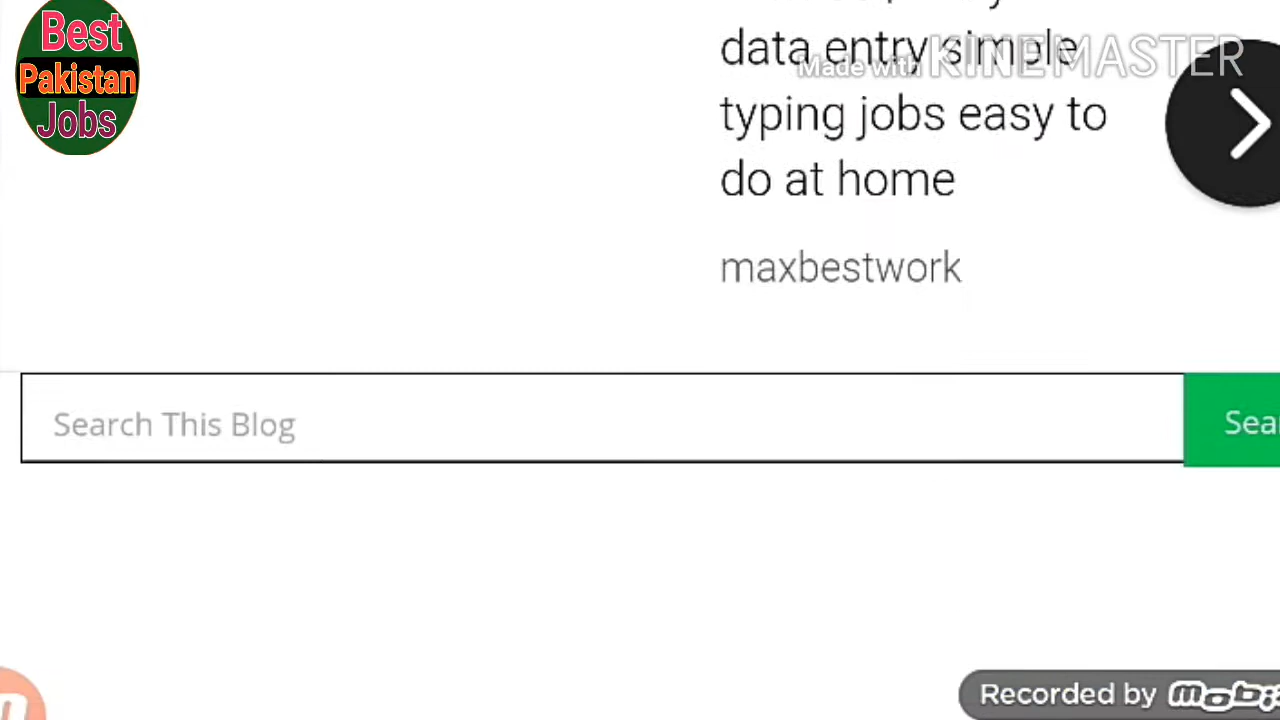 Best
Pakistan
Jobs
data entry simple
Made with KINEMASTER
typing jobs easy to
do at home
maxbestwork
Search This Blog
Recorded by